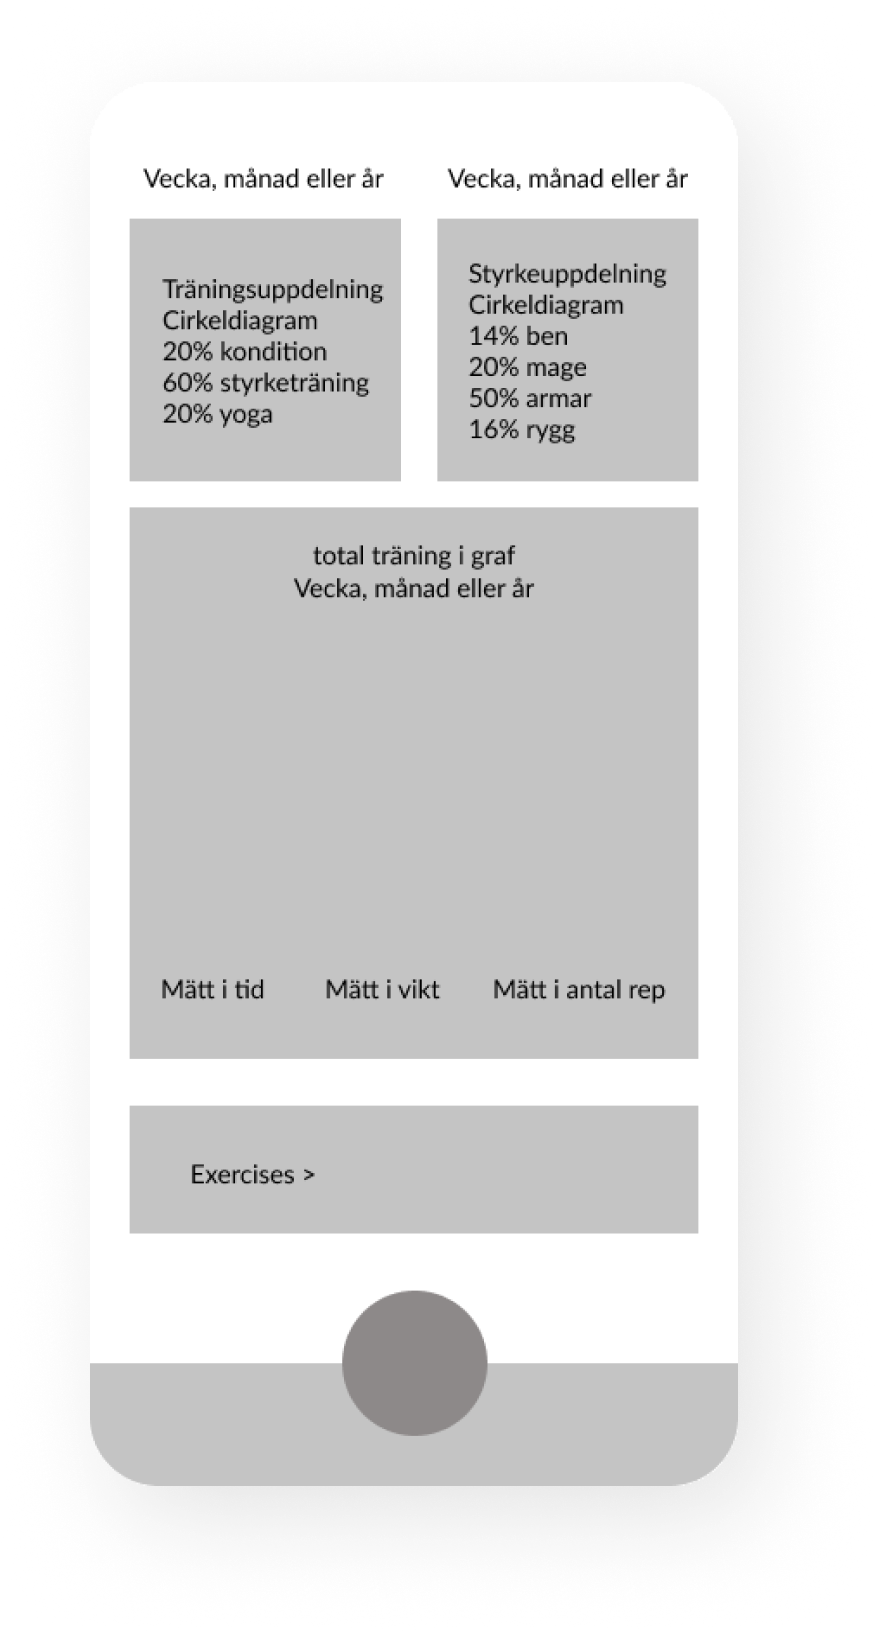 Vecka, månad eller år
Vecka, månad eller år
Träningsuppdelning
Cirkeldiagram
20% kondition
60% styrketräning
20% yoga
Styrkeuppdelning
Cirkeldiagram
14% ben
20% mage
50% armar
16% rygg
total träning i graf
Vecka, månad eller år
Mätt i tid
Mätt i vikt
Mätt i antal rep
Exercises >